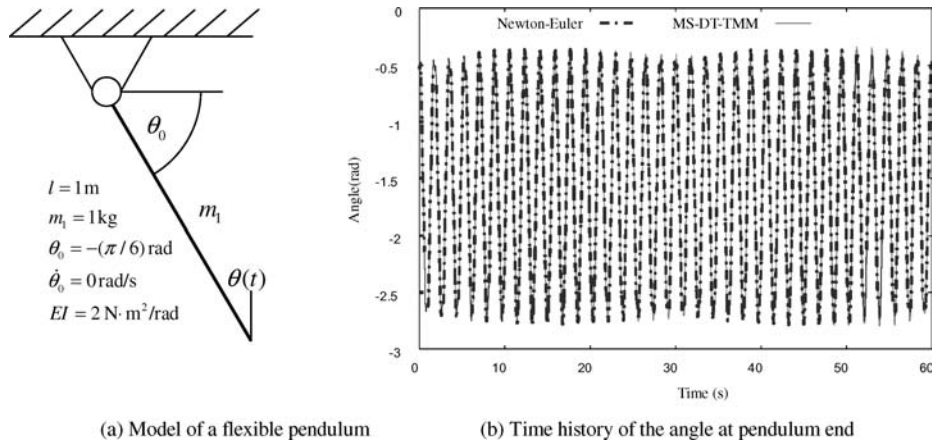 θ₀
l = 1m
m₁ = 1kg
θ₀ = −(π/6) rad
θ̇₀ = 0 rad/s
EI = 2 N·m²/rad
m₁
θ(t)
(a) Model of a flexible pendulum
Newton-Euler MS-DT-TMM
Angle(rad)
0
-0.5
-1
-1.5
-2
-2.5
-3
0 10 20 30 40 50 60
Time (s)
(b) Time history of the angle at pendulum end